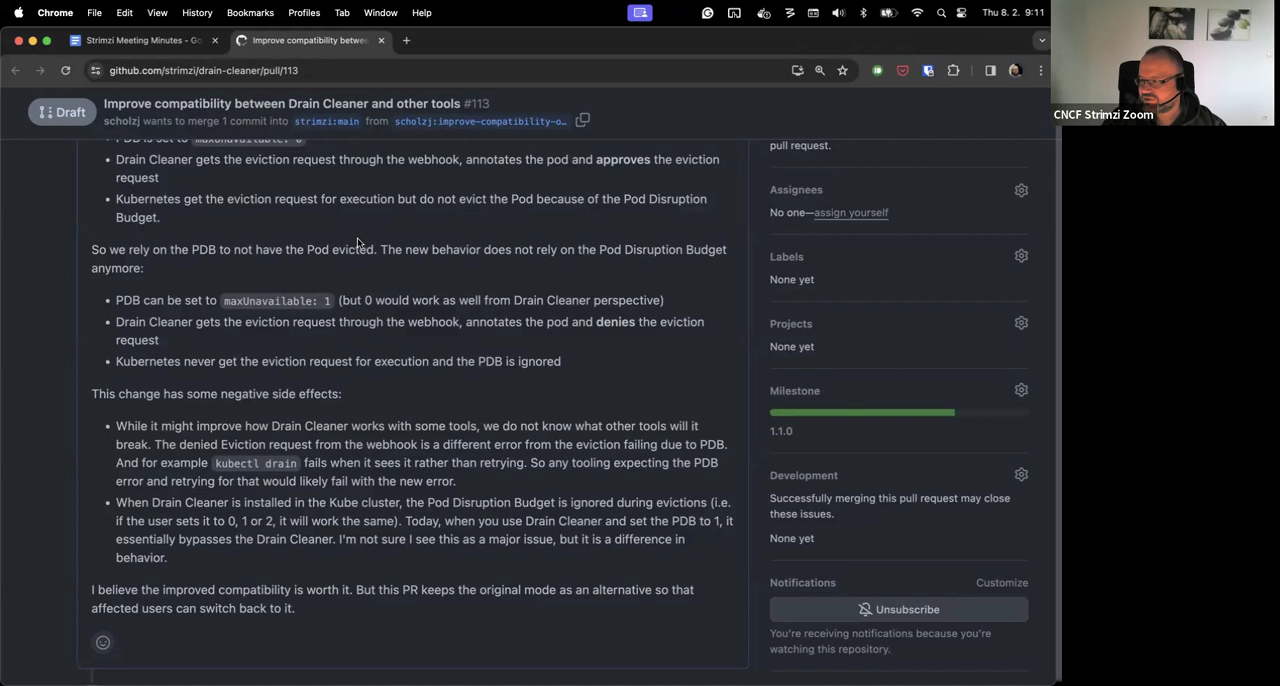 Chrome File Edit View History Bookmarks Profiles Tab Window Help Thu 8. 2. 9:11
Strimzi Meeting Minutes - Go
Improve compatibility betwee
github.com/strimzi/drain-cleaner/pull/113
CNCF Strimzi Zoom
Draft
Improve compatibility between Drain Cleaner and other tools #113
scholzj wants to merge 1 commit into strimzi:main from scholzj:improve-compatibility-o…
Drain Cleaner gets the eviction request through the webhook, annotates the pod and approves the eviction
request
Kubernetes get the eviction request for execution but do not evict the Pod because of the Pod Disruption
Budget.
So we rely on the PDB to not have the Pod evicted. The new behavior does not rely on the Pod Disruption Budget
anymore:
PDB can be set to maxUnavailable: 1 (but 0 would work as well from Drain Cleaner perspective)
Drain Cleaner gets the eviction request through the webhook, annotates the pod and denies the eviction
request
Kubernetes never get the eviction request for execution and the PDB is ignored
This change has some negative side effects:
While it might improve how Drain Cleaner works with some tools, we do not know what other tools will it
break. The denied Eviction request from the webhook is a different error from the eviction failing due to PDB.
And for example kubectl drain fails when it sees it rather than retrying. So any tooling expecting the PDB
error and retrying for that would likely fail with the new error.
When Drain Cleaner is installed in the Kube cluster, the Pod Disruption Budget is ignored during evictions (i.e.
if the user sets it to 0, 1 or 2, it will work the same). Today, when you use Drain Cleaner and set the PDB to 1, it
essentially bypasses the Drain Cleaner. I'm not sure I see this as a major issue, but it is a difference in
behavior.
I believe the improved compatibility is worth it. But this PR keeps the original mode as an alternative so that
affected users can switch back to it.
pull request.
Assignees
No one—assign yourself
Labels
None yet
Projects
None yet
Milestone
1.1.0
Development
Successfully merging this pull request may close
these issues.
None yet
Notifications Customize
Unsubscribe
You're receiving notifications because you're
watching this repository.